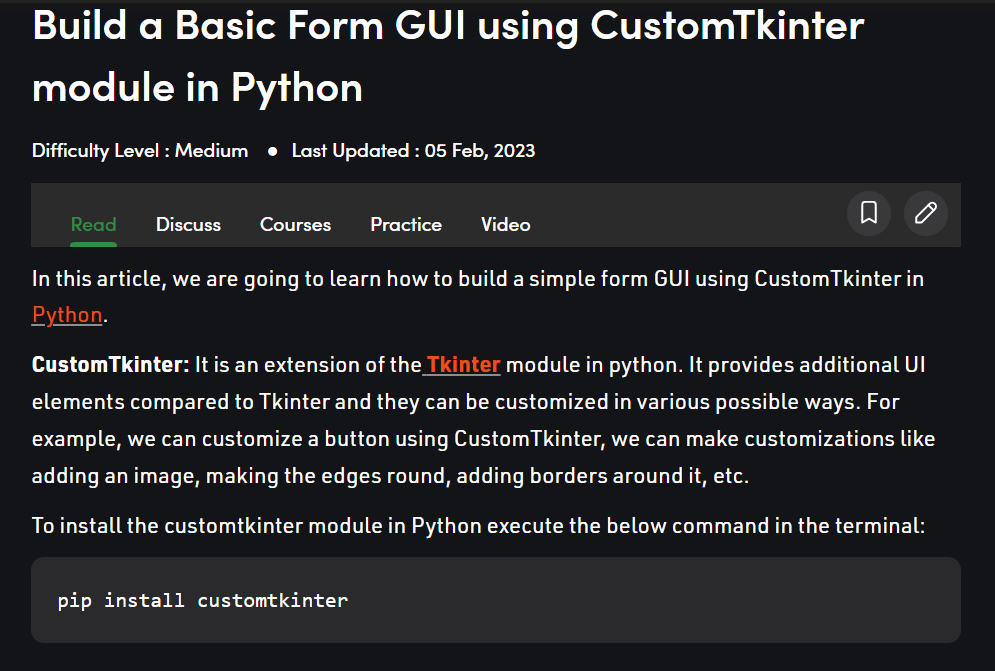 Build a Basic Form GUI using CustomTkinter
module in Python
Difficulty Level : Medium ● Last Updated : 05 Feb, 2023
Read Discuss Courses Practice Video
In this article, we are going to learn how to build a simple form GUI using CustomTkinter in
Python.
CustomTkinter: It is an extension of the Tkinter module in python. It provides additional UI
elements compared to Tkinter and they can be customized in various possible ways. For
example, we can customize a button using CustomTkinter, we can make customizations like
adding an image, making the edges round, adding borders around it, etc.
To install the customtkinter module in Python execute the below command in the terminal:
pip install customtkinter